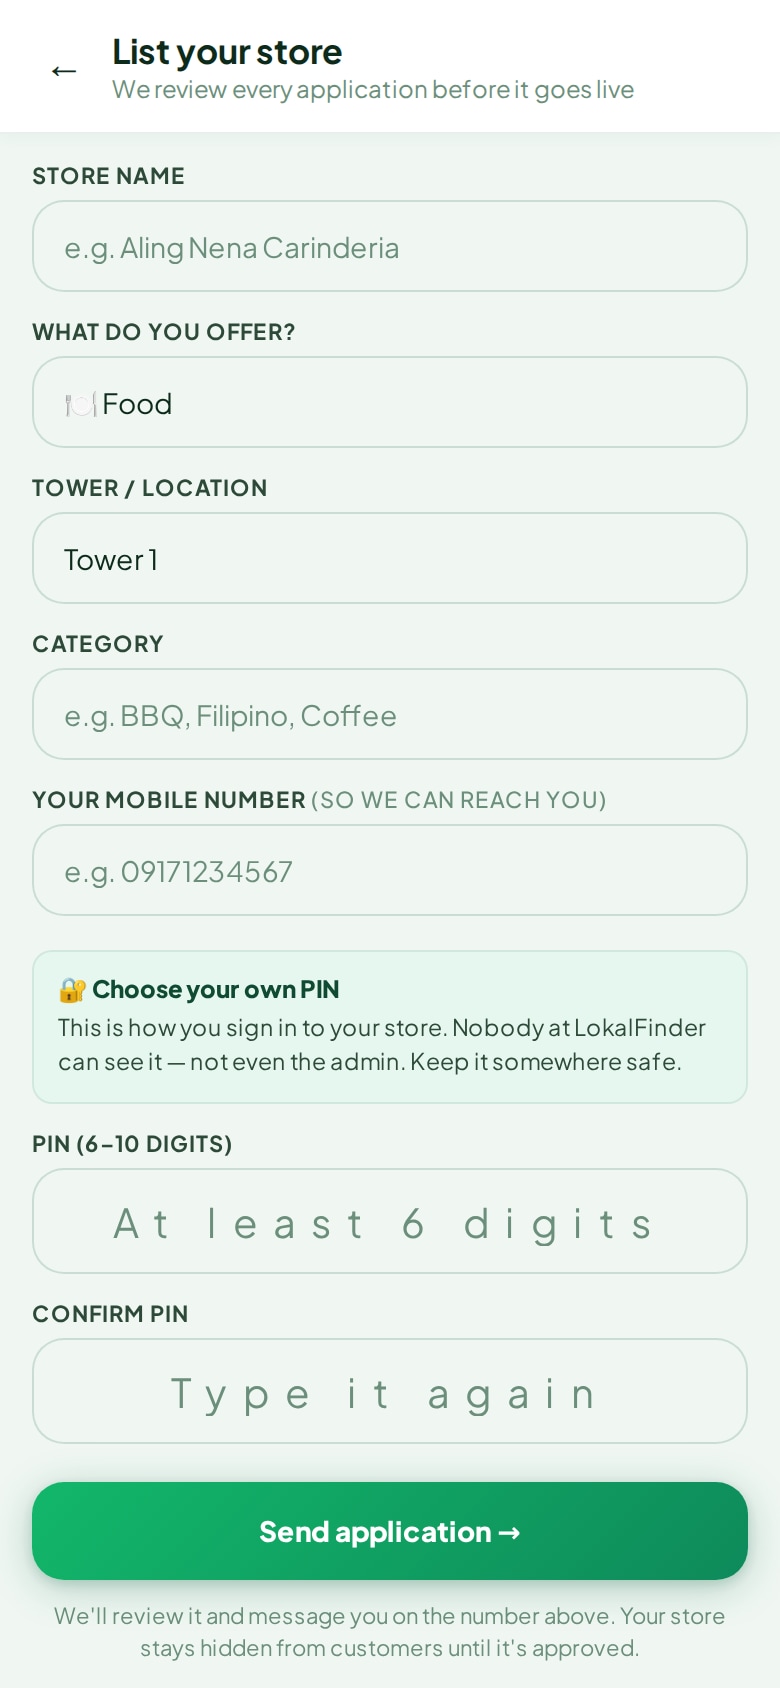 ←
List your store
We review every application before it goes live
STORE NAME
e.g. Aling Nena Carinderia
WHAT DO YOU OFFER?
🍽️ Food
TOWER / LOCATION
Tower 1
CATEGORY
e.g. BBQ, Filipino, Coffee
YOUR MOBILE NUMBER (SO WE CAN REACH YOU)
e.g. 09171234567
🔐 Choose your own PIN
This is how you sign in to your store. Nobody at LokalFinder
can see it — not even the admin. Keep it somewhere safe.
PIN (6–10 DIGITS)
At least 6 digits
CONFIRM PIN
Type it again
Send application →
We'll review it and message you on the number above. Your store
stays hidden from customers until it's approved.